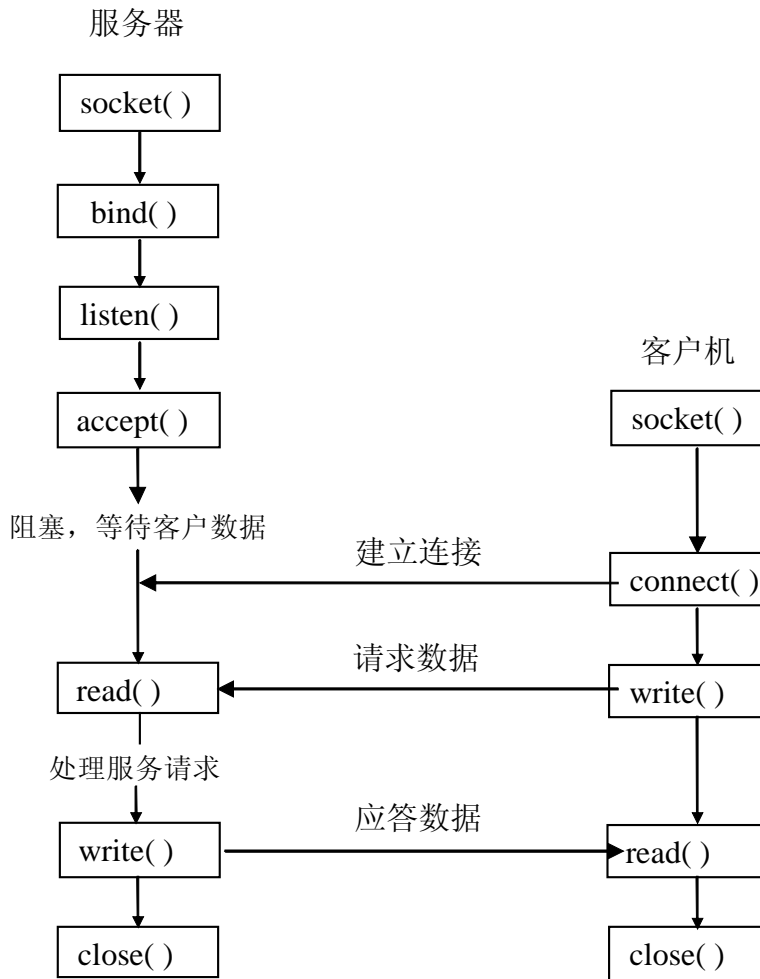 服务器
socket( )
bind( )
listen( )
accept( )
阻塞，等待客户数据
read( )
处理服务请求
write( )
close( )
建立连接
请求数据
应答数据
客户机
socket( )
connect( )
write( )
read( )
close( )